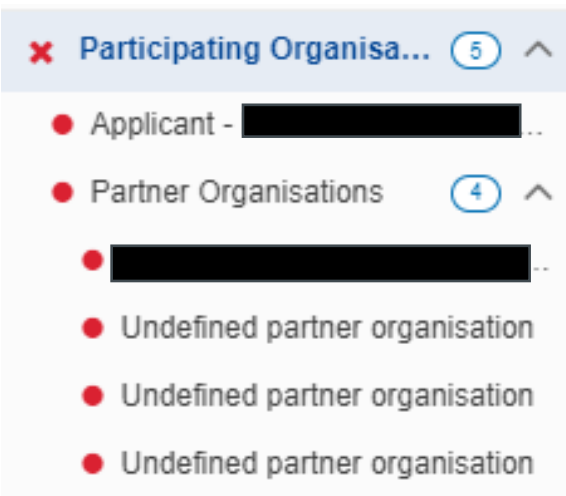 Participating Organisa... 5
Applicant - ..
Partner Organisations 4
..
Undefined partner organisation
Undefined partner organisation
Undefined partner organisation